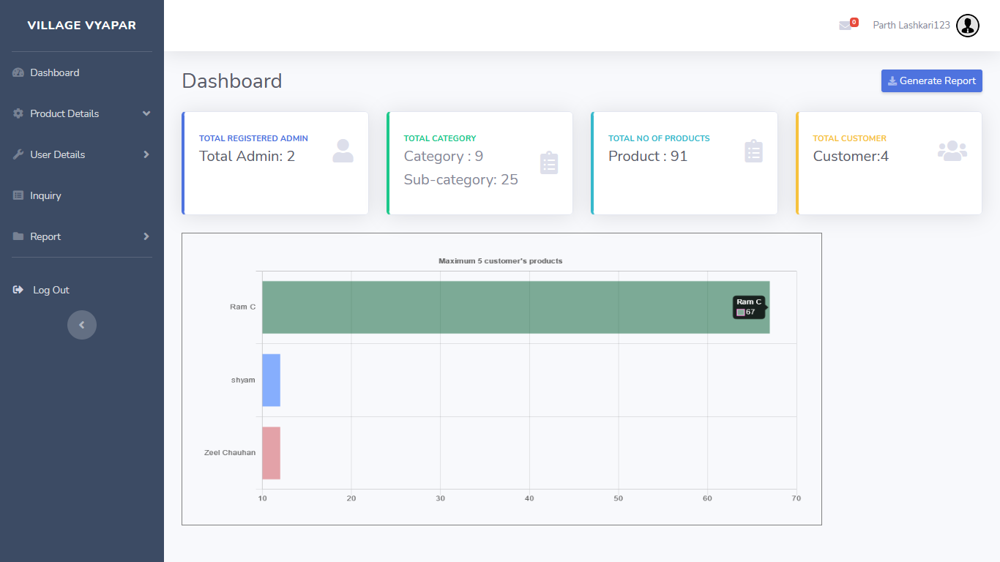 VILLAGE VYAPAR
0
Parth Lashkari123
Dashboard
Product Details
User Details
Inquiry
Report
Log Out
Dashboard
Generate Report
TOTAL REGISTERED ADMIN
Total Admin: 2
TOTAL CATEGORY
Category : 9
Sub-category: 25
TOTAL NO OF PRODUCTS
Product : 91
TOTAL CUSTOMER
Customer:4
Maximum 5 customer's products
Ram C
Ram C
67
shyam
Zeel Chauhan
10 20 30 40 50 60 70